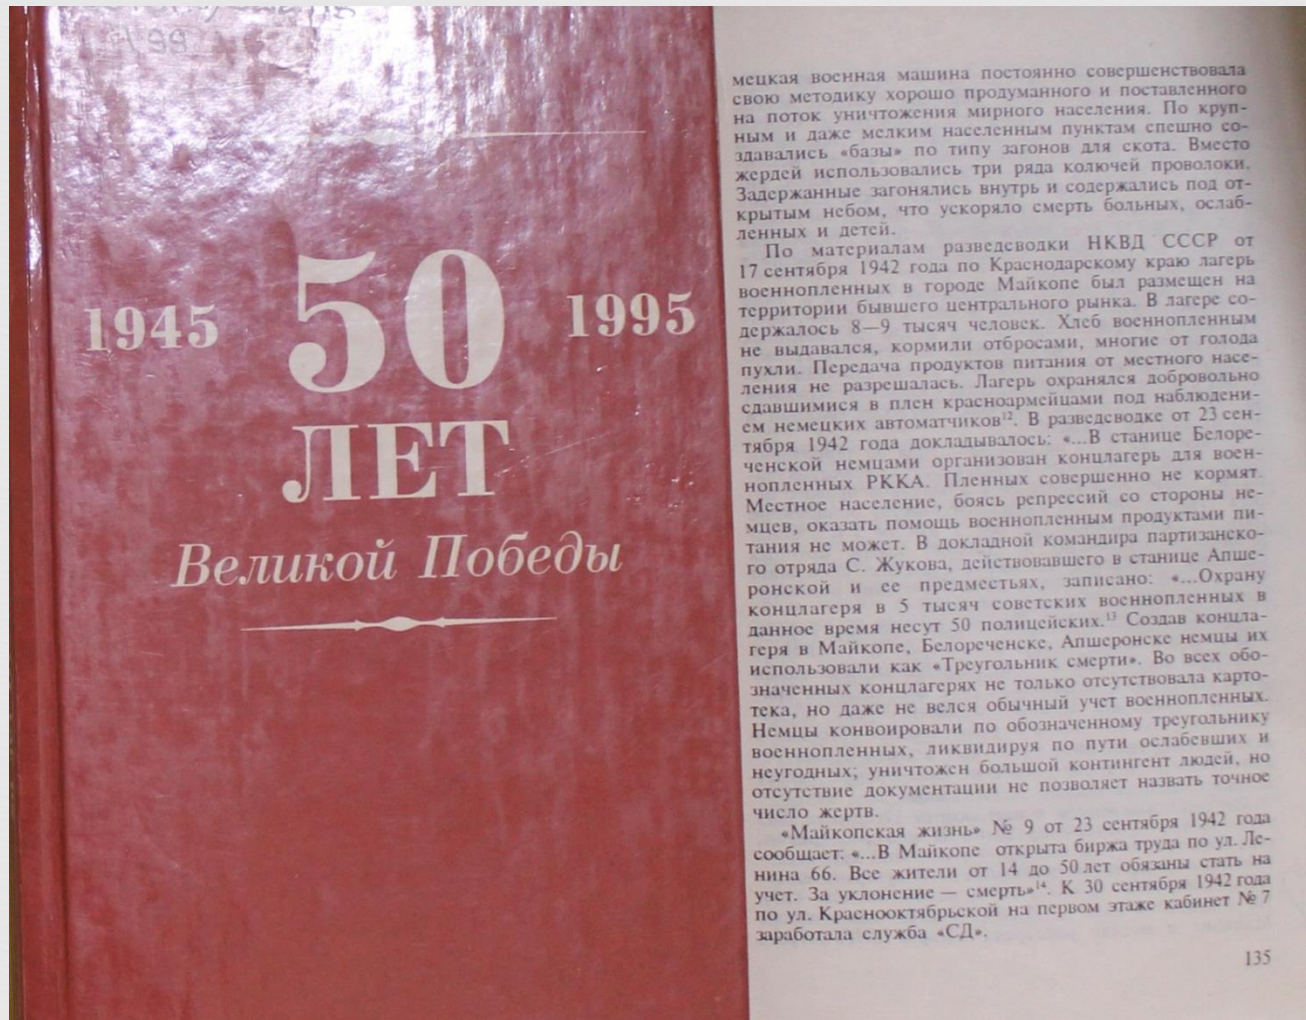 1945 50 1995
ЛЕТ
Великой Победы
мецкая военная машина постоянно совершенствовала
свою методику хорошо продуманного и поставленного
на поток уничтожения мирного населения. По круп-
ным и даже мелким населенным пунктам спешно со-
здавались «базы» по типу загонов для скота. Вместо
жердей использовались три ряда колючей проволоки.
Задержанные загонялись внутрь и содержались под от-
крытым небом, что ускоряло смерть больных, ослаб-
ленных и детей.
По материалам разведсводки НКВД СССР от
17 сентября 1942 года по Краснодарскому краю лагерь
военнопленных в городе Майкопе был размещен на
территории бывшего центрального рынка. В лагере со-
держалось 8—9 тысяч человек. Хлеб военнопленным
не выдавался, кормили отбросами, многие от голода
пухли. Передача продуктов питания от местного насе-
ления не разрешалась. Лагерь охранялся добровольно
сдавшимися в плен красноармейцами под наблюдени-
ем немецких автоматчиков¹². В разведсводке от 23 сен-
тября 1942 года докладывалось: «...В станице Белоре-
ченской немцами организован концлагерь для воен-
нопленных РККА. Пленных совершенно не кормят.
Местное население, боясь репрессий со стороны не-
мцев, оказать помощь военнопленным продуктами пи-
тания не может. В докладной командира партизанско-
го отряда С. Жукова, действовавшего в станице Апше-
ронской и ее предместьях, записано: «...Охрану
концлагеря в 5 тысяч советских военнопленных в
данное время несут 50 полицейских.¹³ Создав концла-
геря в Майкопе, Белореченске, Апшеронске немцы их
использовали как «Треугольник смерти». Во всех обо-
значенных концлагерях не только отсутствовала карто-
тека, но даже не велся обычный учет военнопленных.
Немцы конвоировали по обозначенному треугольнику
военнопленных, ликвидируя по пути ослабевших и
неугодных; уничтожен большой контингент людей, но
отсутствие документации не позволяет назвать точное
число жертв.
«Майкопская жизнь» № 9 от 23 сентября 1942 года
сообщает: «...В Майкопе открыта биржа труда по ул. Ле-
нина 66. Все жители от 14 до 50 лет обязаны стать на
учет. За уклонение — смерть»¹⁴. К 30 сентября 1942 года
по ул. Краснооктябрьской на первом этаже кабинет № 7
заработала служба «СД».
135